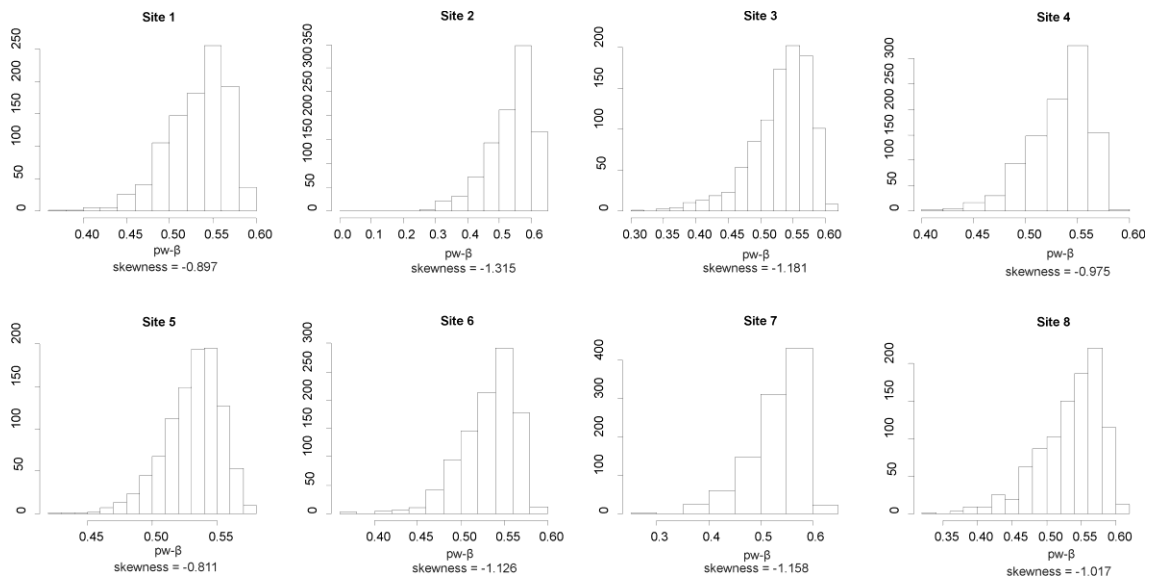 Site 1
250
200
150
100
50
0
0.40 0.45 0.50 0.55 0.60
pw-β
skewness = -0.897
Site 2
350
300
250
200
150
100
50
0
0.0 0.1 0.2 0.3 0.4 0.5 0.6
pw-β
skewness = -1.315
Site 3
200
150
100
50
0
0.30 0.35 0.40 0.45 0.50 0.55 0.60
pw-β
skewness = -1.181
Site 4
300
250
200
150
100
50
0
0.40 0.45 0.50 0.55 0.60
pw-β
skewness = -0.975
Site 5
200
150
100
50
0
0.45 0.50 0.55
pw-β
skewness = -0.811
Site 6
300
250
200
150
100
50
0
0.40 0.45 0.50 0.55 0.60
pw-β
skewness = -1.126
Site 7
400
300
200
100
0
0.3 0.4 0.5 0.6
pw-β
skewness = -1.158
Site 8
200
150
100
50
0
0.35 0.40 0.45 0.50 0.55 0.60
pw-β
skewness = -1.017